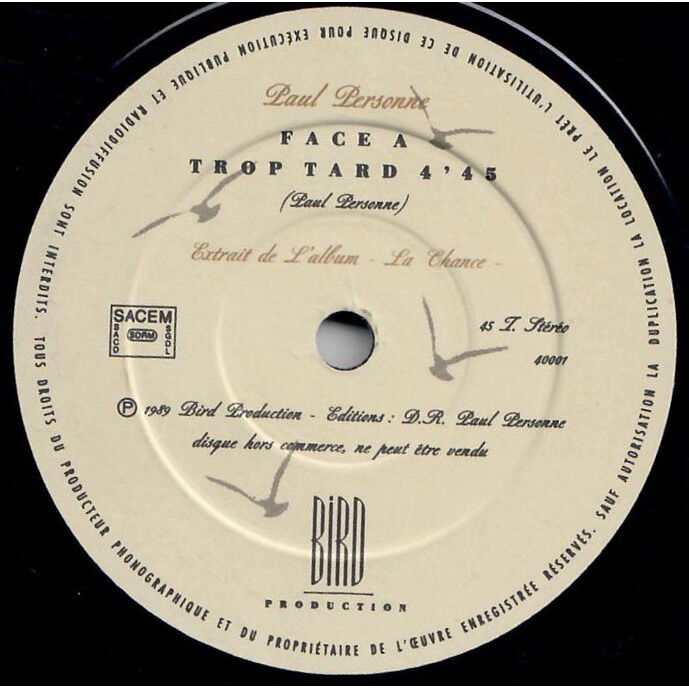 Paul Personne
FACE A
TROP TARD 4'45
(Paul Personne)
Extrait de L'album - La Chance -
SACEM
SACD
SDRM
SGDL
45 T. Stéréo
40001
Ⓟ 1989 Bird Production - Editions : D.R. Paul Personne
disque hors commerce, ne peut être vendu
BiRD
PRODUCTION
TOUS DROITS DU PRODUCTEUR PHONOGRAPHIQUE ET DU PROPRIÉTAIRE DE L'ŒUVRE ENREGISTRÉE RÉSERVÉS. SAUF AUTORISATION LA DUPLICATION LA LOCATION LE PRET L'UTILISATION DE CE DISQUE POUR EXÉCUTION PUBLIQUE ET RADIODIFUSION SONT INTERDITS.